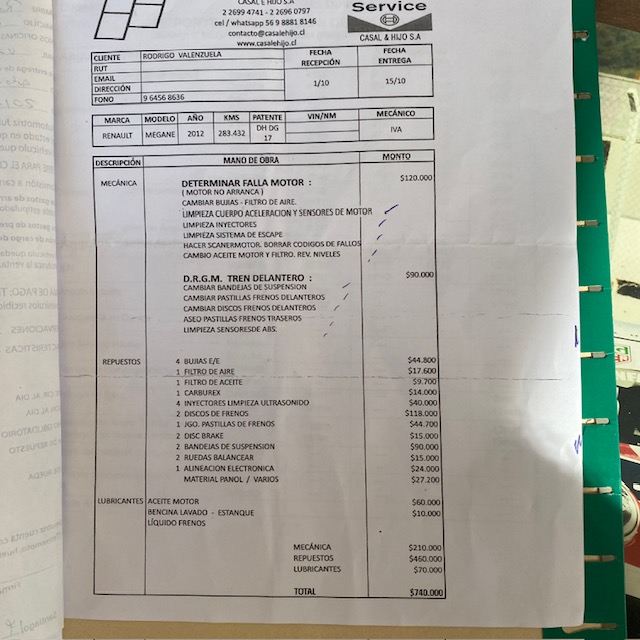 CASAL E HIJO S.A
2 2699 4741 - 2 2696 0797
cel / whatsapp 56 9 8881 8146
contacto@casalehijo.cl
www.casalehijo.cl
Service
CASAL & HIJO S.A
CLIENTE RODRIGO VALENZUELA FECHA RECEPCIÓN FECHA ENTREGA
RUT
EMAIL 1/10 15/10
DIRECCIÓN
FONO 9 6456 8636
MARCA MODELO AÑO KMS PATENTE VIN/NM MECÁNICO
RENAULT MEGANE 2012 283.432 DH DG 17 IVA
DESCRIPCIÓN MANO DE OBRA MONTO
MECÁNICA DETERMINAR FALLA MOTOR : $120.000
( MOTOR NO ARRANCA )
CAMBIAR BUJIAS - FILTRO DE AIRE.
LIMPIEZA CUERPO ACELERACION Y SENSORES DE MOTOR
LIMPIEZA INYECTORES
LIMPIEZA SISTEMA DE ESCAPE
HACER SCANERMOTOR. BORRAR CODIGOS DE FALLOS
CAMBIO ACEITE MOTOR Y FILTRO. REV. NIVELES
D.R.G.M. TREN DELANTERO : $90.000
CAMBIAR BANDEJAS DE SUSPENSION
CAMBIAR PASTILLAS FRENOS DELANTEROS
CAMBIAR DISCOS FRENOS DELANTEROS
ASEO PASTILLAS FRENOS TRASEROS
LIMPIEZA SENSORESDE ABS.
REPUESTOS 4 BUJIAS E/E $44.800
1 FILTRO DE AIRE $17.600
1 FILTRO DE ACEITE $9.700
1 CARBUREX $14.000
4 INYECTORES LIMPIEZA ULTRASONIDO $40.000
2 DISCOS DE FRENOS $118.000
1 JGO. PASTILLAS DE FRENOS $44.700
2 DISC BRAKE $15.000
2 BANDEJAS DE SUSPENSION $90.000
2 RUEDAS BALANCEAR $15.000
1 ALINEACION ELECTRONICA $24.000
MATERIAL PANOL / VARIOS $27.200
LUBRICANTES ACEITE MOTOR $60.000
BENCINA LAVADO - ESTANQUE $10.000
LÍQUIDO FRENOS
MECÁNICA $210.000
REPUESTOS $460.000
LUBRICANTES $70.000
TOTAL $740.000